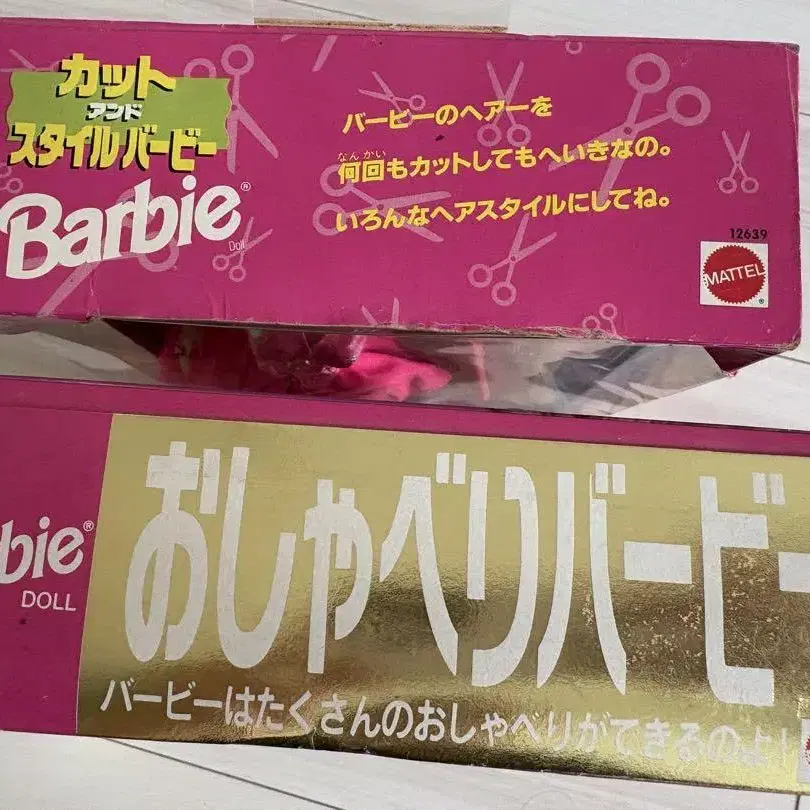 カット
アンド
スタイルバービー
Barbie®
Doll
バービーのヘアーを
なんかい
何回もカットしてもへいきなの。
いろんなヘアスタイルにしてね。
12639
MATTEL
®
bie®
DOLL
おしゃべりバービー
バービーはたくさんのおしゃべりができるのよ!